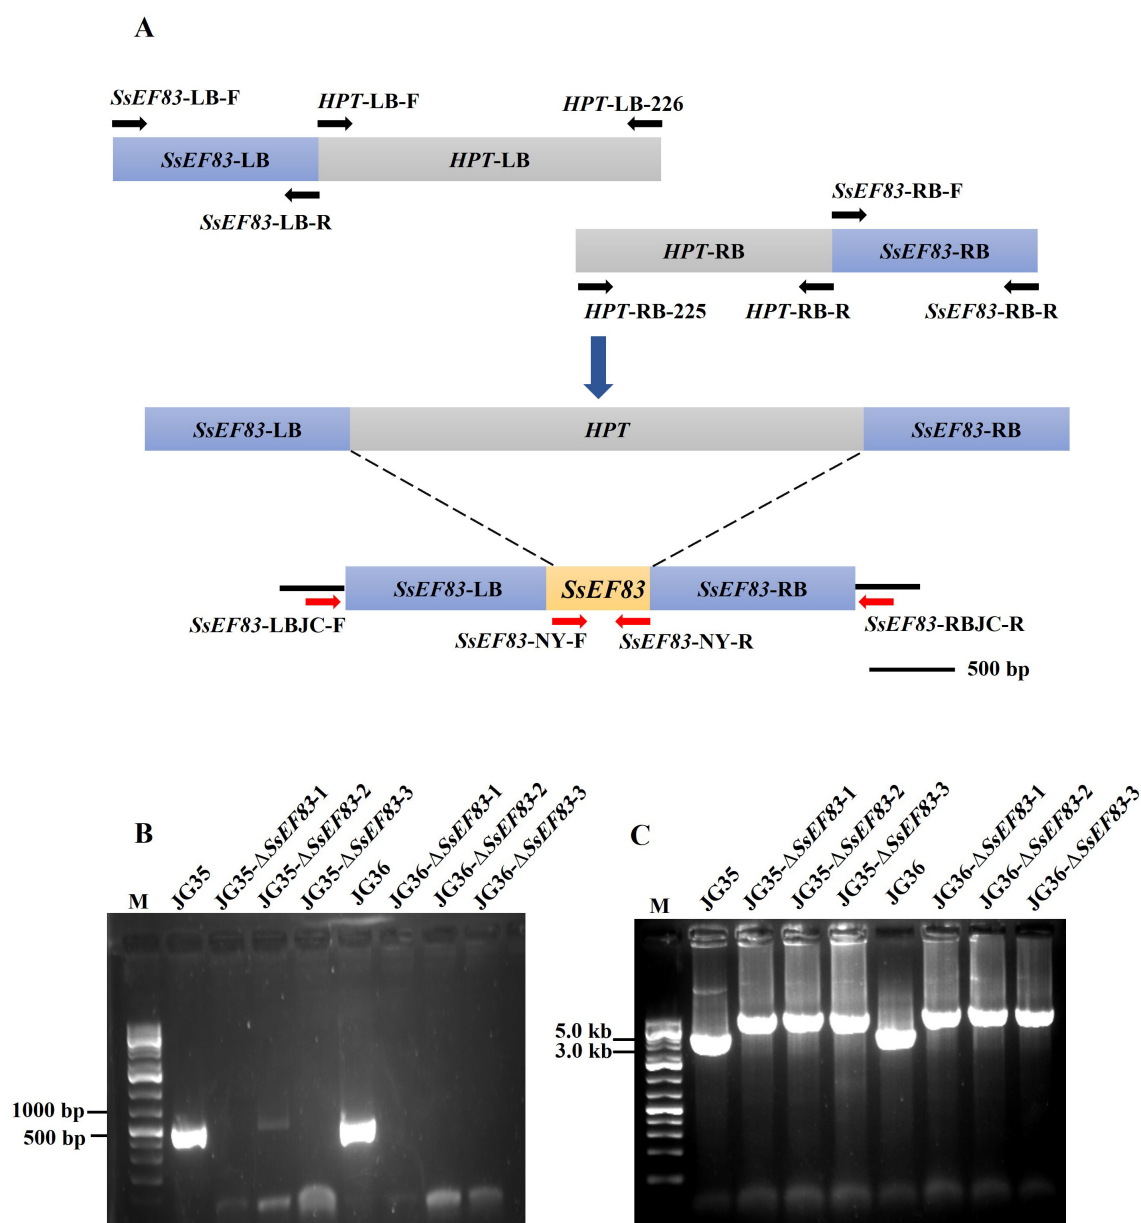 A
SsEF83-LB-F
HPT-LB-F
HPT-LB-226
SsEF83-LB
HPT-LB
SsEF83-LB-R
SsEF83-RB-F
HPT-RB
SsEF83-RB
HPT-RB-225
HPT-RB-R
SsEF83-RB-R
SsEF83-LB
HPT
SsEF83-RB
SsEF83-LB
SsEF83
SsEF83-RB
SsEF83-LBJC-F
SsEF83-NY-F
SsEF83-NY-R
SsEF83-RBJC-R
500 bp
B
M
JG35
JG35-ΔSsEF83-1
JG35-ΔSsEF83-2
JG35-ΔSsEF83-3
JG36
JG36-ΔSsEF83-1
JG36-ΔSsEF83-2
JG36-ΔSsEF83-3
1000 bp
500 bp
C
M
JG35
JG35-ΔSsEF83-1
JG35-ΔSsEF83-2
JG35-ΔSsEF83-3
JG36
JG36-ΔSsEF83-1
JG36-ΔSsEF83-2
JG36-ΔSsEF83-3
5.0 kb
3.0 kb